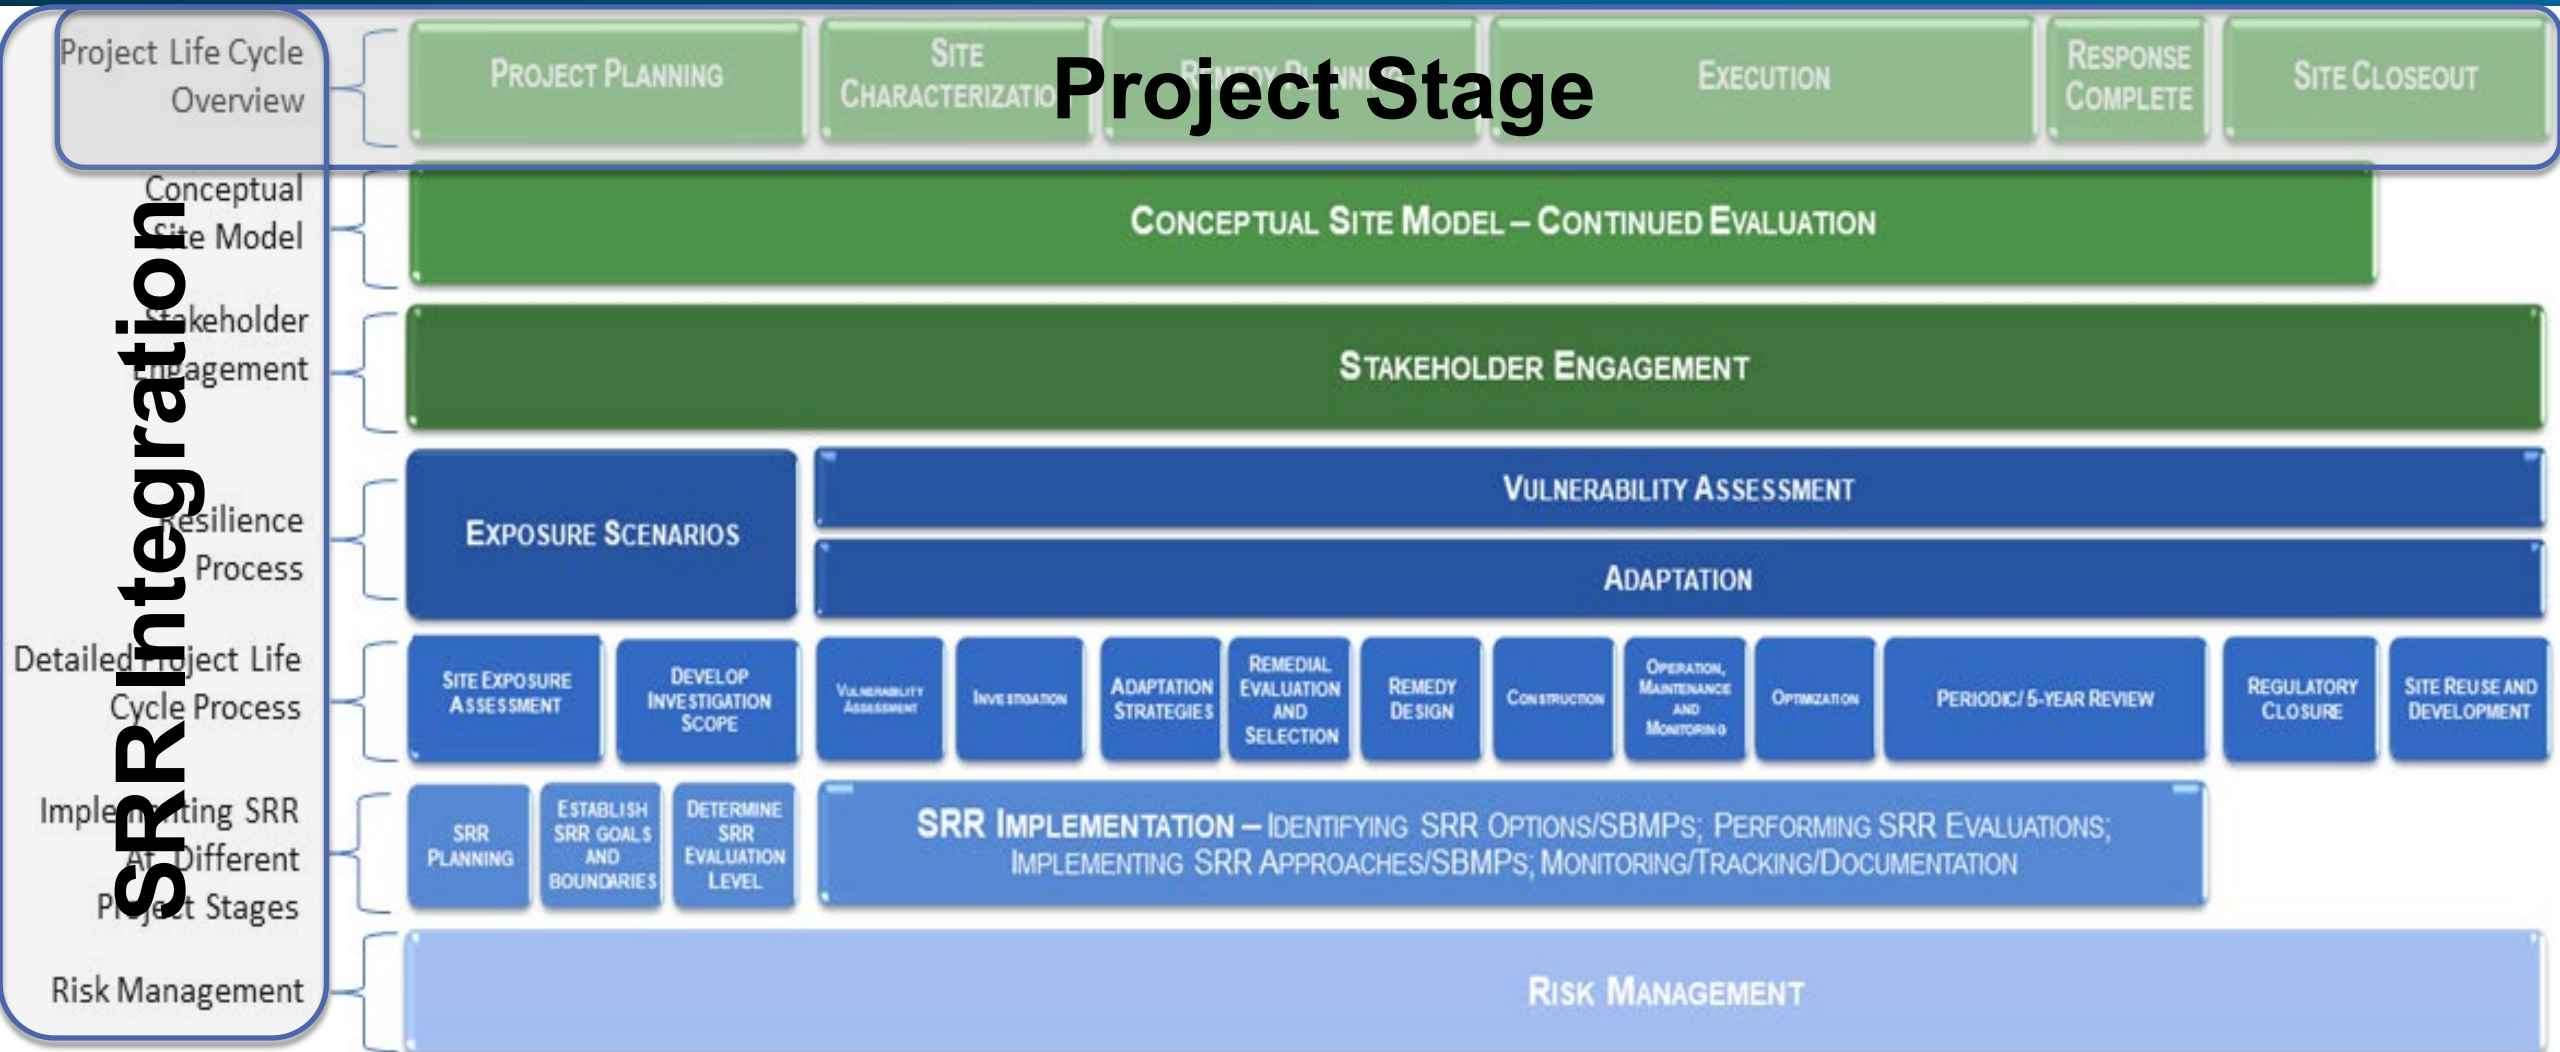 Project Stage
SRR Integration
Project Life Cycle
Overview
PROJECT PLANNING
SITE
CHARACTERIZATION
REMEDY PLANNING
EXECUTION
RESPONSE
COMPLETE
SITE CLOSEOUT
Conceptual
Site Model
CONCEPTUAL SITE MODEL – CONTINUED EVALUATION
Stakeholder
Engagement
STAKEHOLDER ENGAGEMENT
Resilience
Process
EXPOSURE SCENARIOS
VULNERABILITY ASSESSMENT
ADAPTATION
Detailed Project Life
Cycle Process
SITE EXPOSURE
ASSESSMENT
DEVELOP
INVESTIGATION
SCOPE
VULNERABILITY
ASSESSMENT
INVESTIGATION
ADAPTATION
STRATEGIES
REMEDIAL
EVALUATION
AND
SELECTION
REMEDY
DESIGN
CONSTRUCTION
OPERATION,
MAINTENANCE
AND
MONITORING
OPTIMIZATION
PERIODIC/ 5-YEAR REVIEW
REGULATORY
CLOSURE
SITE REUSE AND
DEVELOPMENT
Implementing SRR
At Different
Project Stages
SRR
PLANNING
ESTABLISH
SRR GOALS
AND
BOUNDARIES
DETERMINE
SRR
EVALUATION
LEVEL
SRR IMPLEMENTATION – IDENTIFYING SRR OPTIONS/SBMPS; PERFORMING SRR EVALUATIONS;
IMPLEMENTING SRR APPROACHES/SBMPS; MONITORING/TRACKING/DOCUMENTATION
Risk Management
RISK MANAGEMENT